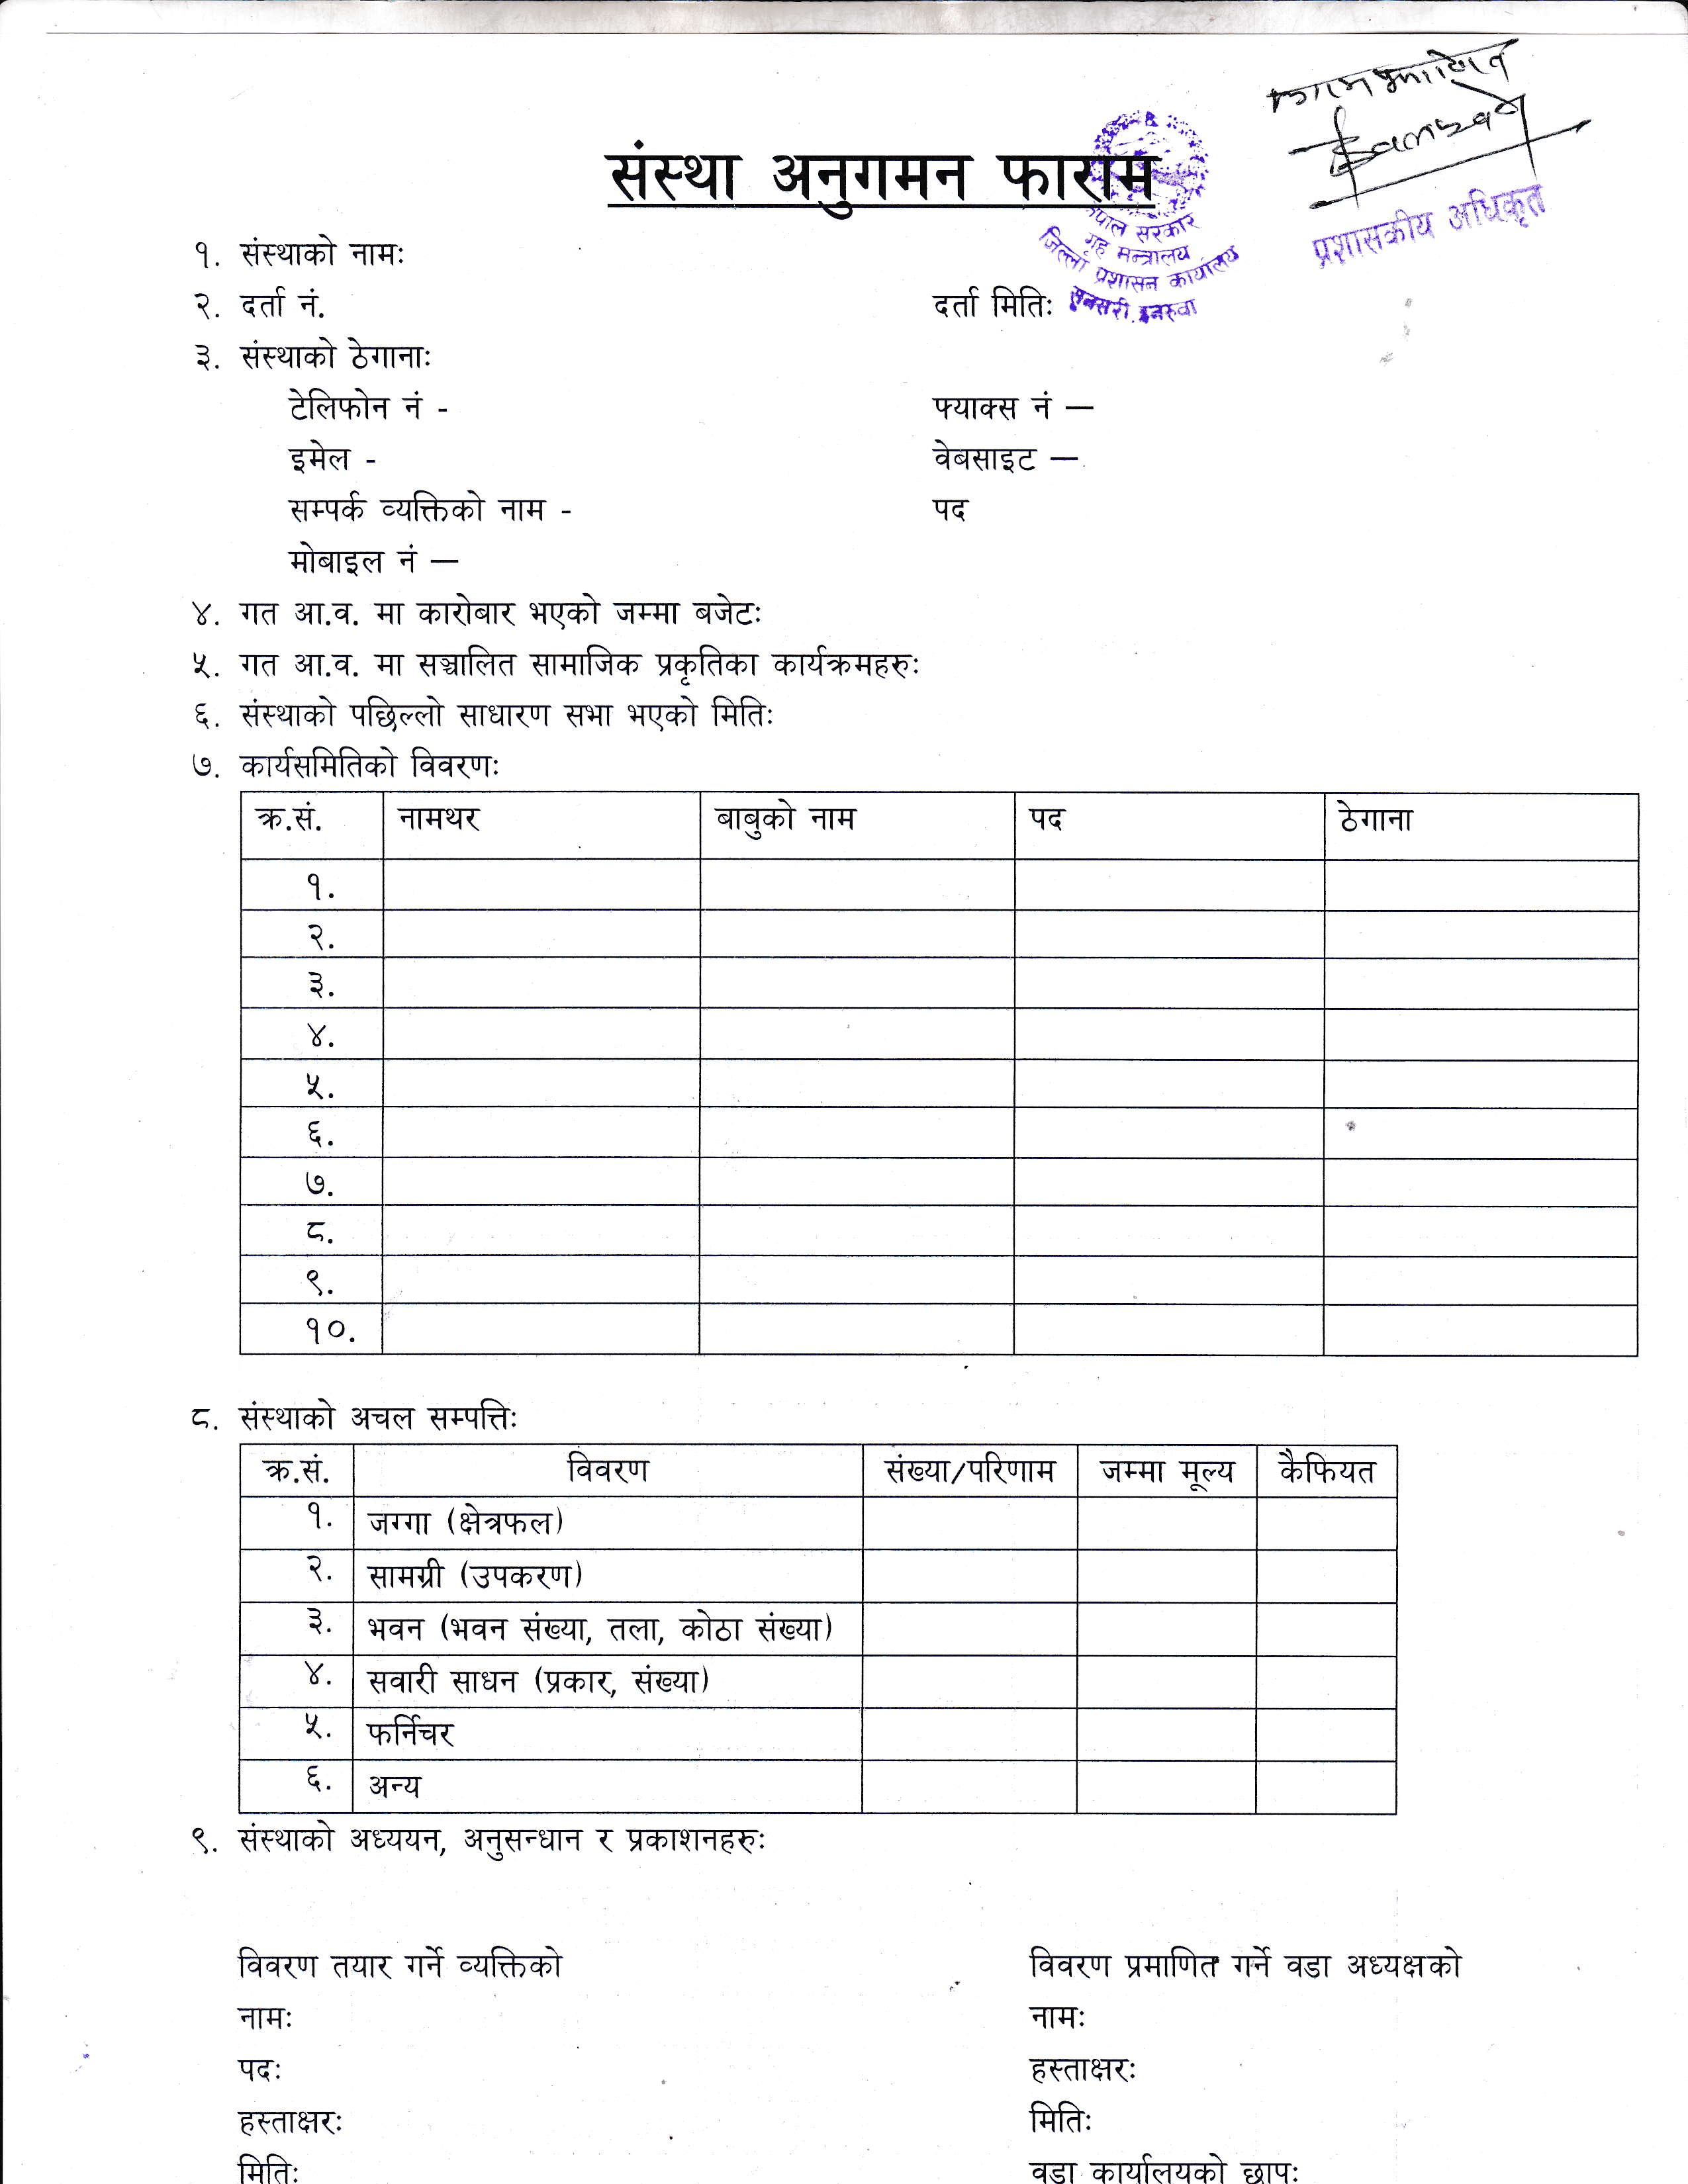 संस्था अनुगमन फाराम
नेपाल सरकार
गृह मन्त्रालय
जिल्ला प्रशासन कार्यालय
सुनसरी, इनरुवा
प्रशासकीय अधिकृत
१. संस्थाको नामः
२. दर्ता नं. दर्ता मितिः
३. संस्थाको ठेगानाः
टेलिफोन नं - फ्याक्स नं —
इमेल - वेबसाइट —
सम्पर्क व्यक्तिको नाम - पद
मोबाइल नं —
४. गत आ.व. मा कारोबार भएको जम्मा बजेटः
५. गत आ.व. मा सञ्चालित सामाजिक प्रकृतिका कार्यक्रमहरुः
६. संस्थाको पछिल्लो साधारण सभा भएको मितिः
७. कार्यसमितिको विवरणः
क्र.सं. नामथर बाबुको नाम पद ठेगाना
१.
२.
३.
४.
५.
६.
७.
८.
९.
१०.
८. संस्थाको अचल सम्पत्तिः
क्र.सं. विवरण संख्या/परिणाम जम्मा मूल्य कैफियत
१. जग्गा (क्षेत्रफल)
२. सामग्री (उपकरण)
३. भवन (भवन संख्या, तला, कोठा संख्या)
४. सवारी साधन (प्रकार, संख्या)
५. फर्निचर
६. अन्य
९. संस्थाको अध्ययन, अनुसन्धान र प्रकाशनहरुः
विवरण तयार गर्ने व्यक्तिको विवरण प्रमाणित गर्ने वडा अध्यक्षको
नामः नामः
पदः हस्ताक्षरः
हस्ताक्षरः मितिः
मितिः वडा कार्यालयको छापः